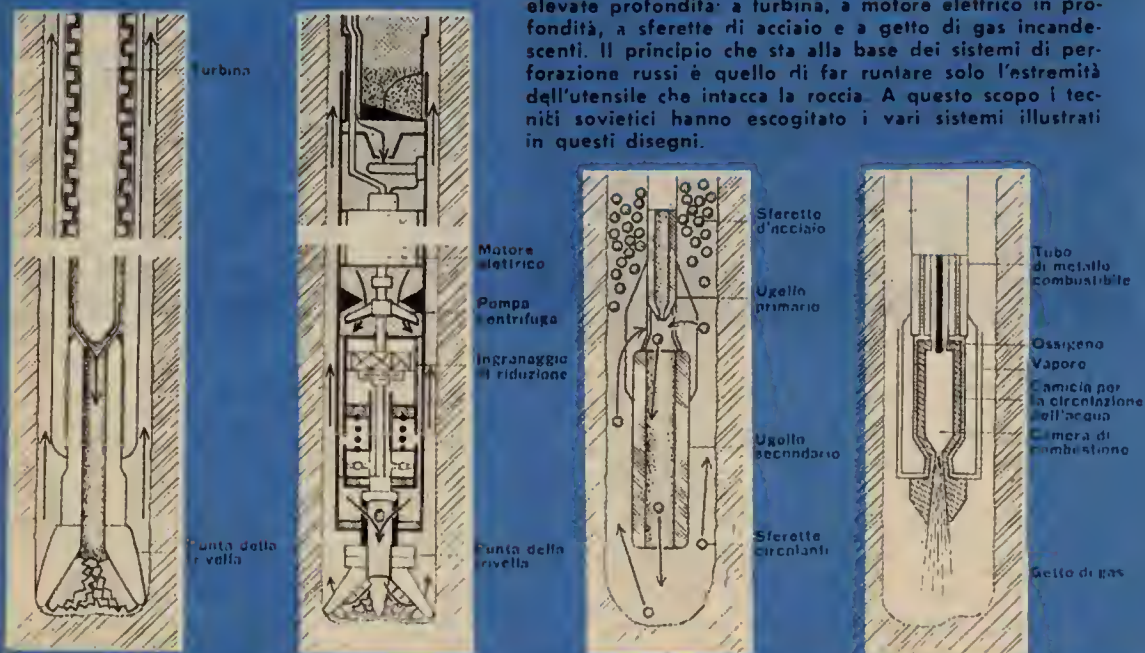 elevate profondità: a turbina, a motore elettrico in pro-
fondità, a sferette di acciaio e a getto di gas incande-
scenti. Il principio che sta alla base dei sistemi di per-
forazione russi è quello di far ruotare solo l'estremità
dell'utensile che intacca la roccia. A questo scopo i tec-
nici sovietici hanno escogitato i vari sistemi illustrati
in questi disegni.
Turbina
Punta della
trivella
Motore
elettrico
Pompa
centrifuga
Ingranaggio
di riduzione
Punta della
trivella
Sferette
d'acciaio
Ugello
primario
Ugello
secondario
Sferette
circolanti
Tubo
di metallo
combustibile
Ossigeno
Vapore
Camicia per
la circolazione
dell'acqua
Camera di
combustione
Getto di gas